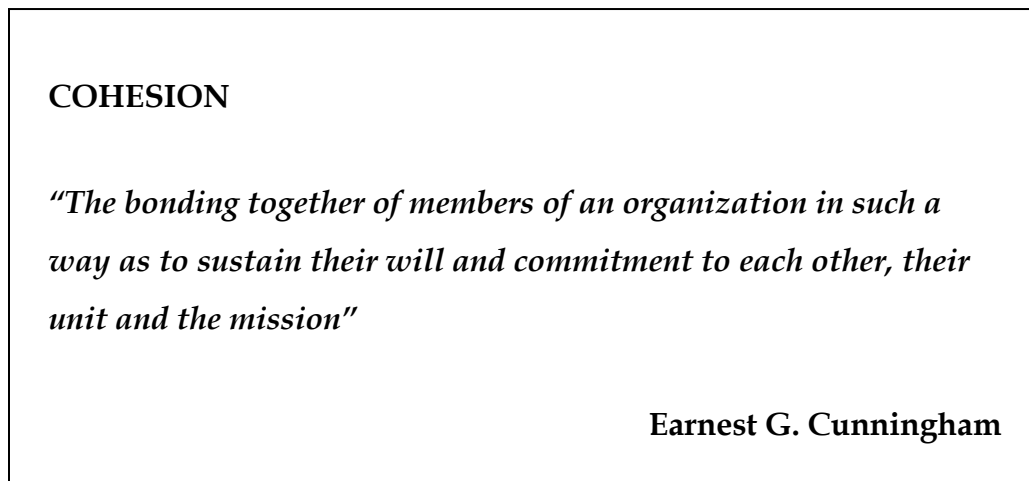 COHESION
“The bonding together of members of an organization in such a
way as to sustain their will and commitment to each other, their
unit and the mission”
Earnest G. Cunningham